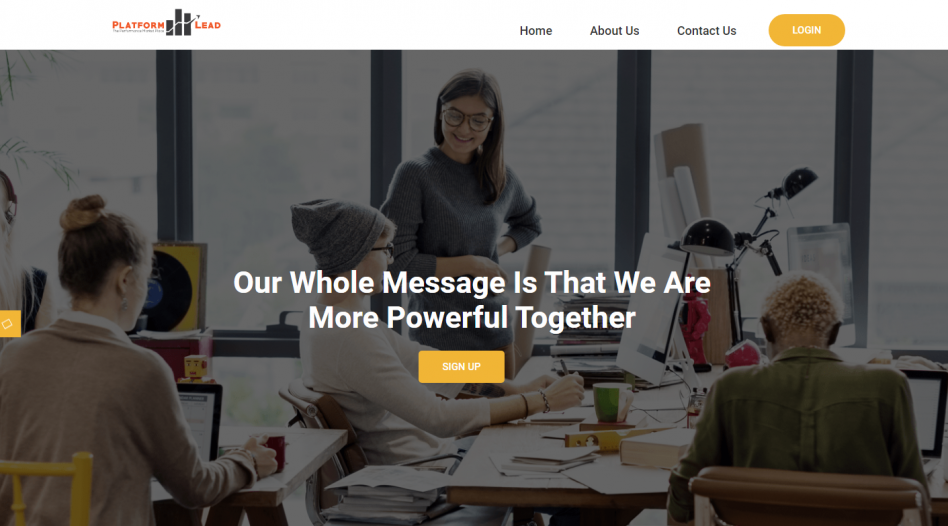 PLATFORM LEAD
Home
About Us
Contact Us
LOGIN
Our Whole Message Is That We Are
More Powerful Together
SIGN UP